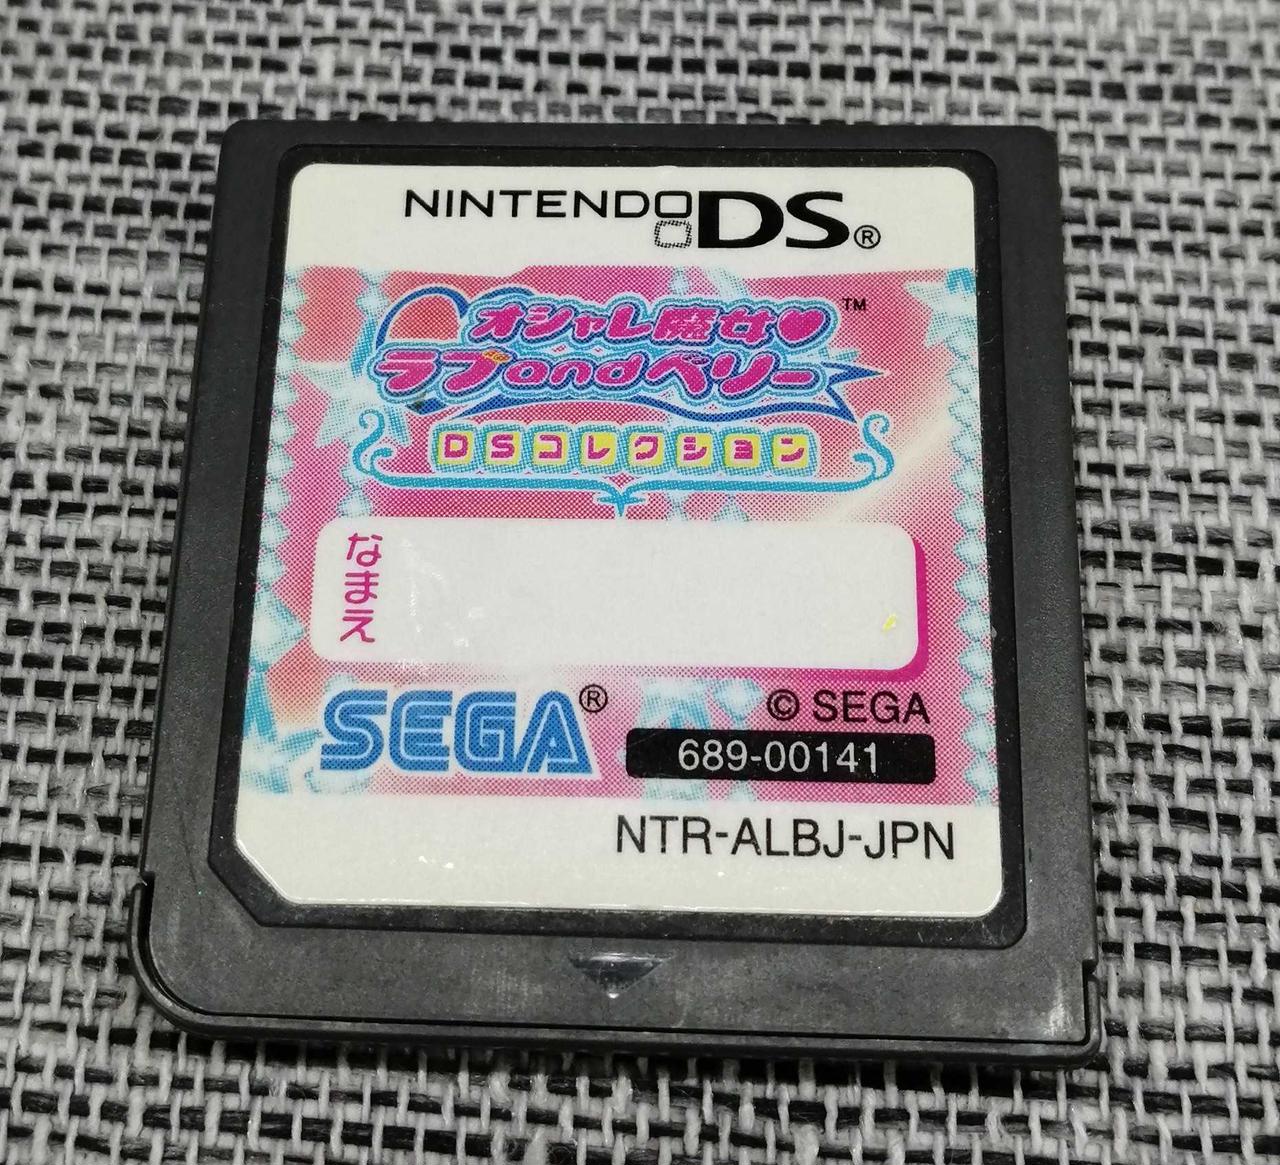 NINTENDO DS®
オシャレ魔女♥™
ラブandベリー
DSコレクション
なまえ
SEGA®
© SEGA
689-00141
NTR-ALBJ-JPN